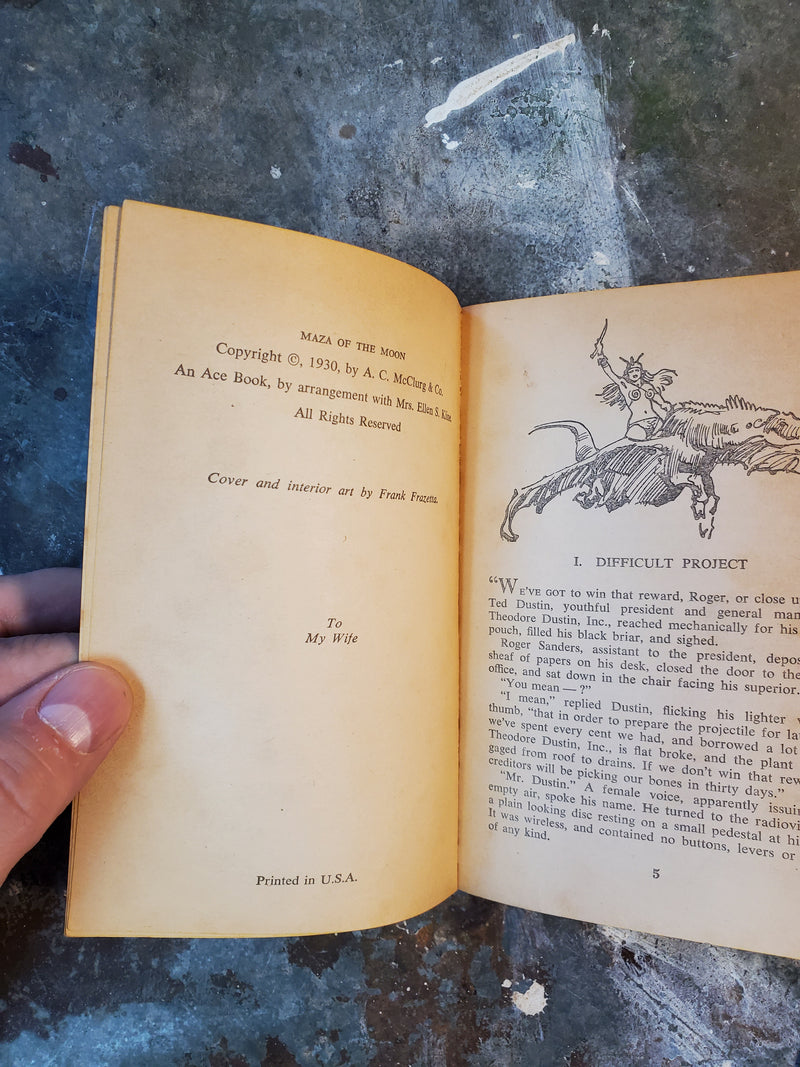 MAZA OF THE MOON
Copyright ©, 1930, by A. C. McClurg & Co.
An Ace Book, by arrangement with Mrs. Ellen S. Kline
All Rights Reserved
Cover and interior art by Frank Frazetta.
To
My Wife
Printed in U.S.A.
I. DIFFICULT PROJECT
"WE'VE GOT to win that reward, Roger, or close
Ted Dustin, youthful president and general
Theodore Dustin, Inc., reached mechanically for his
pouch, filled his black briar, and sighed.
Roger Sanders, assistant to the president,
sheaf of papers on his desk, closed the door to the
office, and sat down in the chair facing his superior.
"You mean — ?"
"I mean," replied Dustin, flicking his lighter
thumb, "that in order to prepare the projectile for
we've spent every cent we had, and borrowed a lot
Theodore Dustin, Inc., is flat broke, and the plant
gaged from roof to drains. If we don't win that
creditors will be picking our bones in thirty days."
"Mr. Dustin." A female voice, apparently
empty air, spoke his name. He turned to the
a plain looking disc resting on a small pedestal at
It was wireless, and contained no buttons, levers or
of any kind.
5